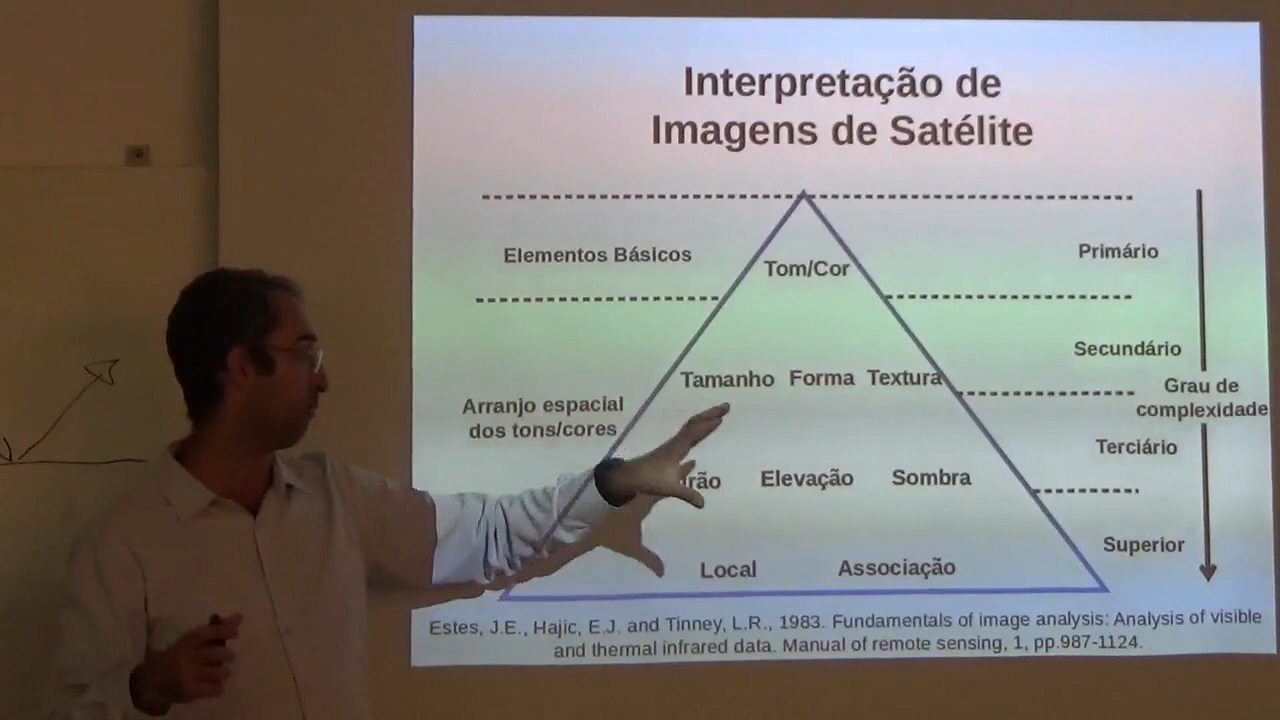 Interpretação de
Imagens de Satélite
Elementos Básicos
Tom/Cor
Primário
Secundário
Tamanho Forma Textura
Grau de
complexidade
Arranjo espacial
dos tons/cores
Terciário
Elevação Sombra
Superior
Local Associação
Estes, J.E., Hajic, E.J. and Tinney, L.R., 1983. Fundamentals of image analysis: Analysis of visible
and thermal infrared data. Manual of remote sensing, 1, pp.987-1124.